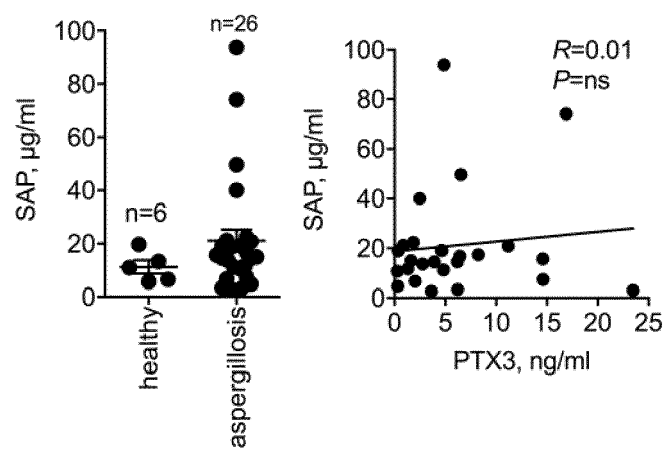 n=26
100
80
60
40
20
0
SAP, µg/ml
n=6
healthy
aspergillosis
R=0.01
P=ns
100
80
60
40
20
0
SAP, µg/ml
0 5 10 15 20 25
PTX3, ng/ml